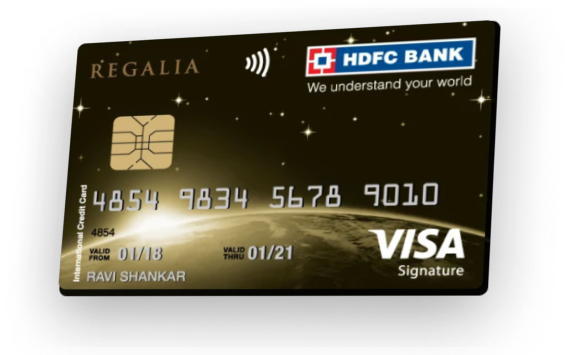 REGALIA
HDFC BANK
We understand your world
International Credit Card
4854 9834 5678 9010
4854
VALID FROM 01/18 VALID THRU 01/21
RAVI SHANKAR
VISA
Signature